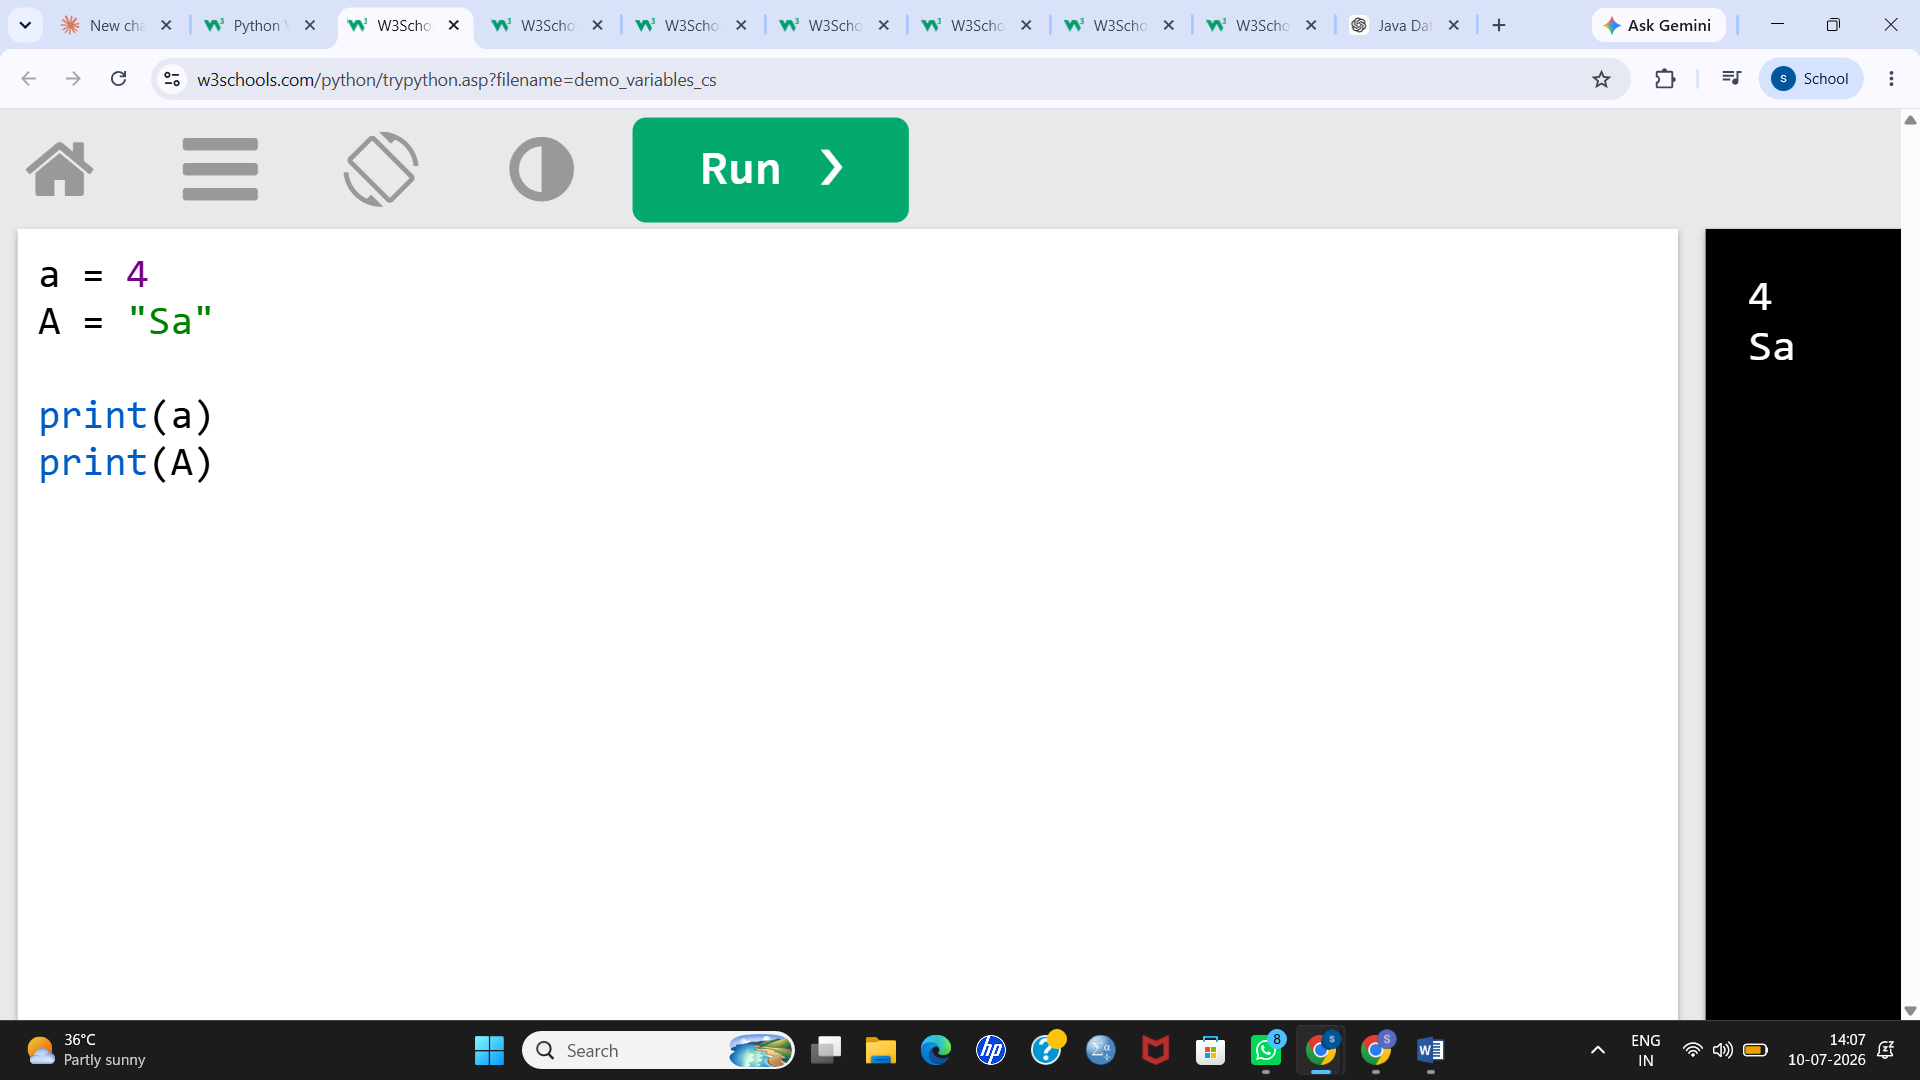 New cha
Python V
W3Scho
W3Scho
W3Scho
W3Scho
W3Scho
W3Scho
W3Scho
Java Dat
Ask Gemini
w3schools.com/python/trypython.asp?filename=demo_variables_cs
s
School
Run ❯
a = 4
A = "Sa"
print(a)
print(A)
4
Sa
36°C
Partly sunny
Search
8
ENG
IN
14:07
10-07-2026